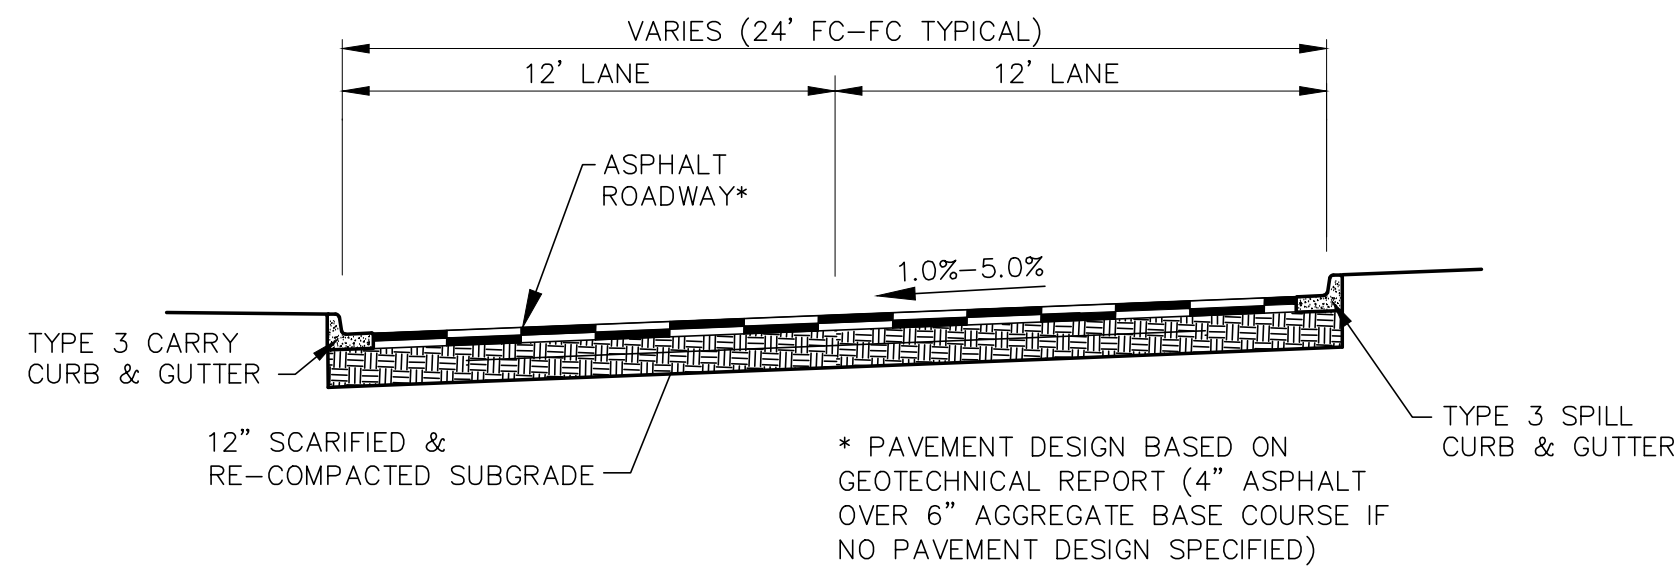 VARIES (24' FC-FC TYPICAL)
12' LANE
12' LANE
ASPHALT
ROADWAY*
1.0%-5.0%
TYPE 3 CARRY
CURB & GUTTER
TYPE 3 SPILL
CURB & GUTTER
12" SCARIFIED &
RE-COMPACTED SUBGRADE
* PAVEMENT DESIGN BASED ON
GEOTECHNICAL REPORT (4" ASPHALT
OVER 6" AGGREGATE BASE COURSE IF
NO PAVEMENT DESIGN SPECIFIED)